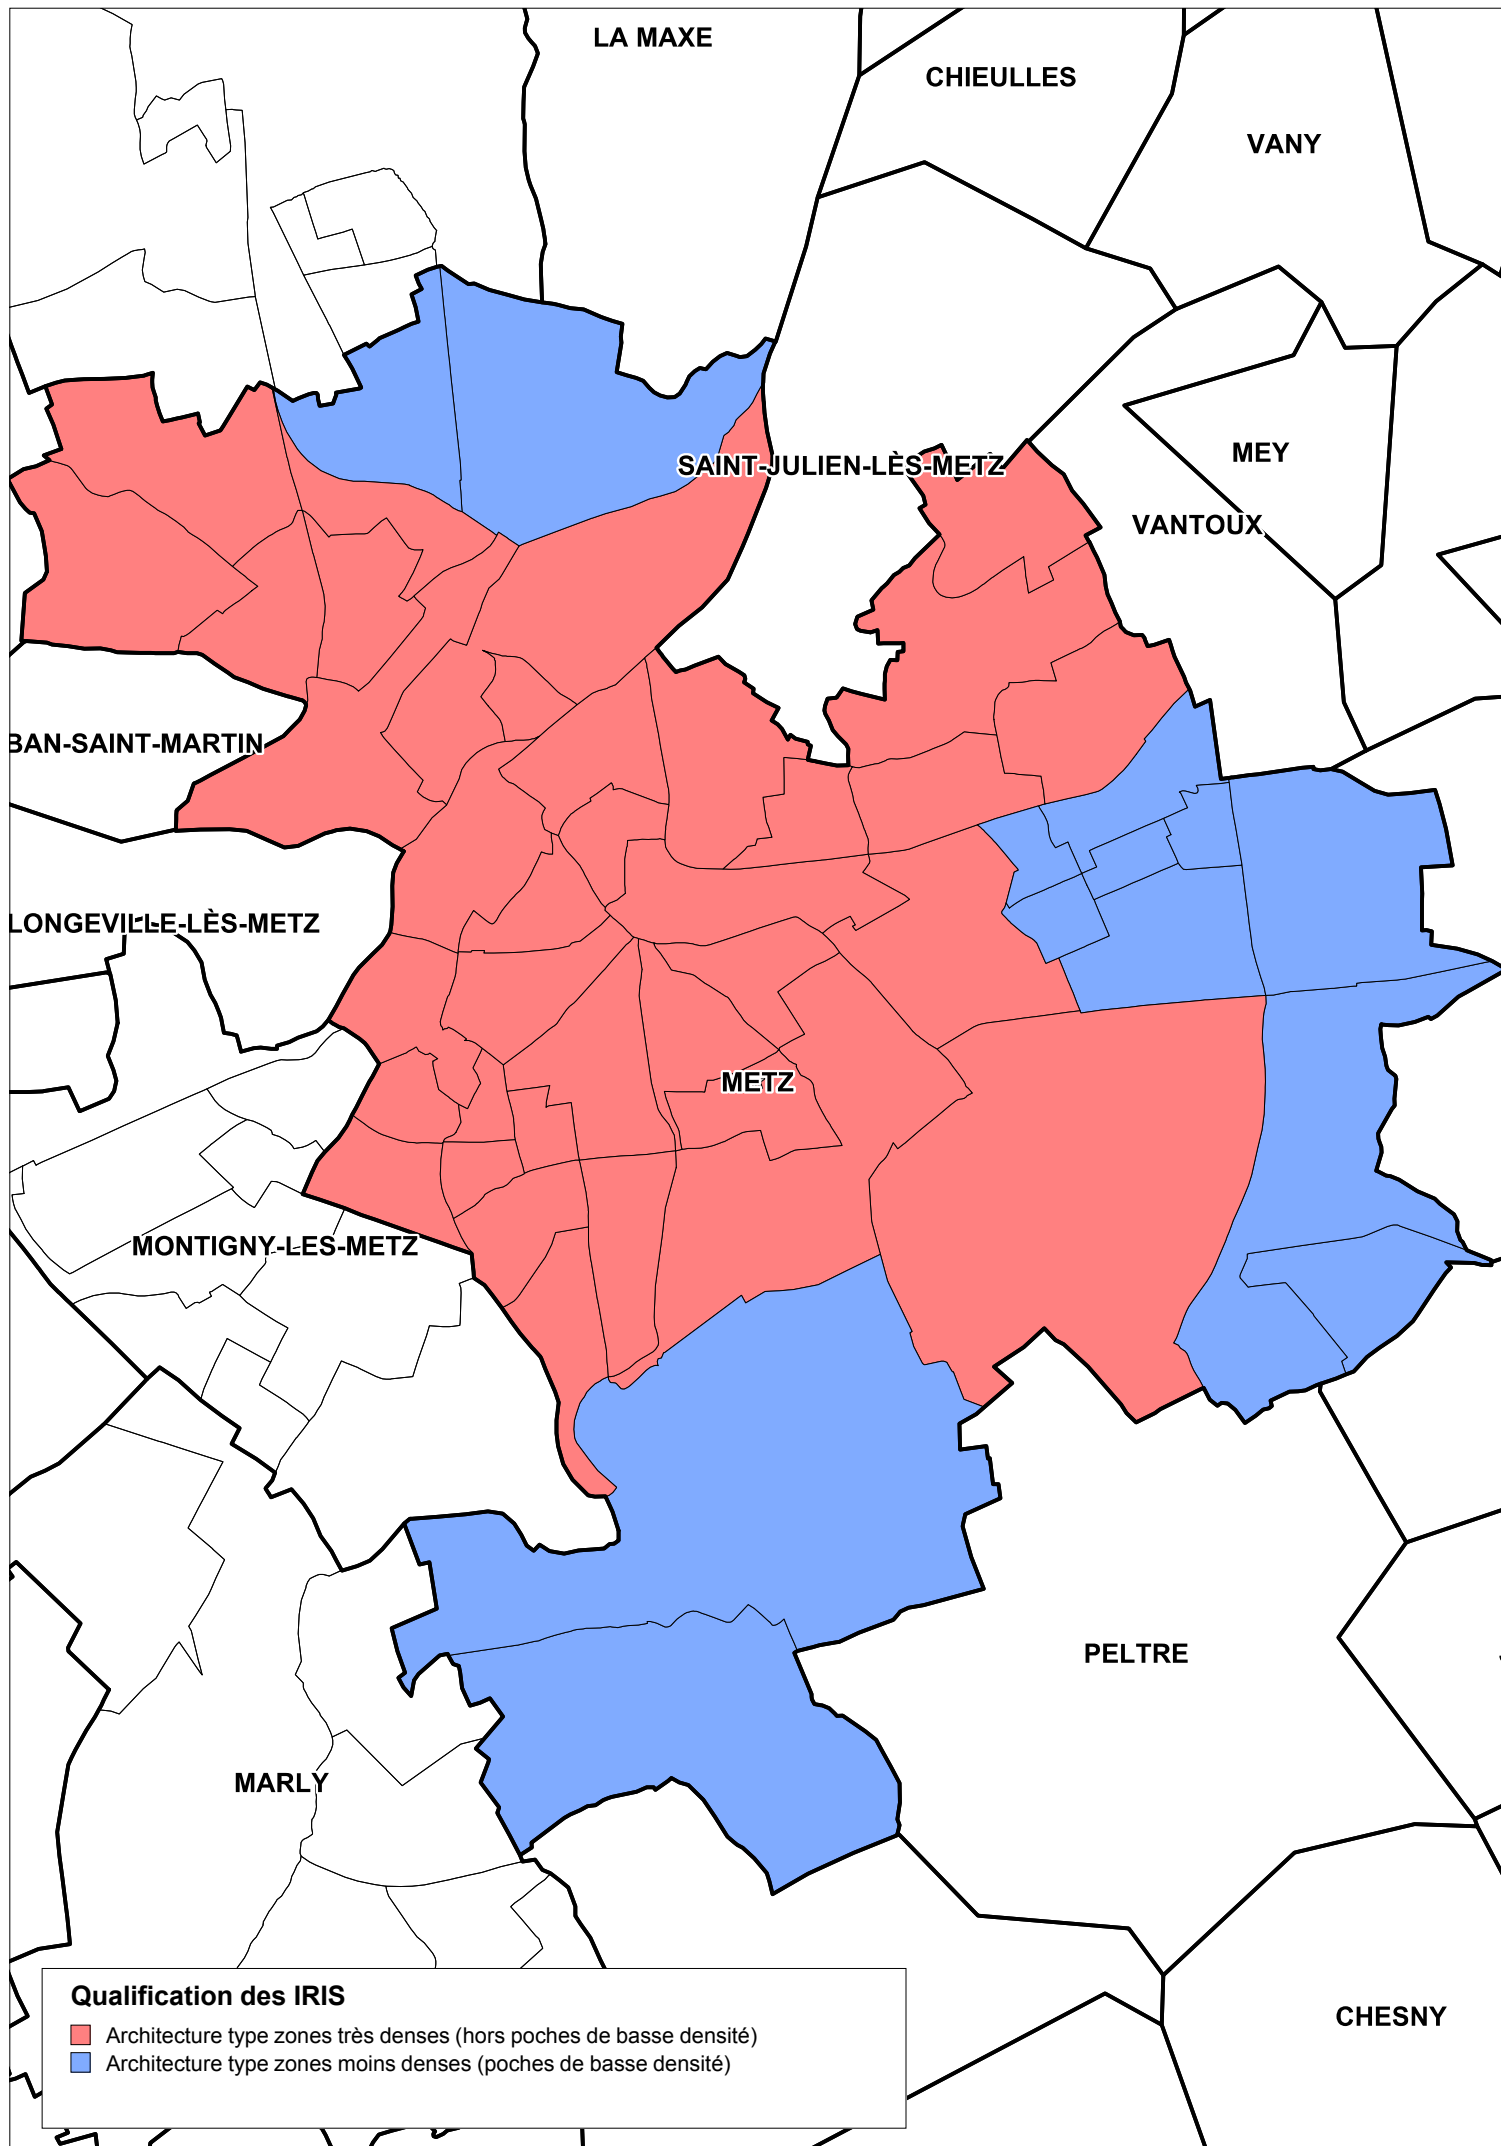 LA MAXE
CHIEULLES
VANY
SAINT-JULIEN-LÈS-METZ
MEY
VANTOUX
BAN-SAINT-MARTIN
LONGEVILLE-LÈS-METZ
METZ
MONTIGNY-LES-METZ
PELTRE
MARLY
CHESNY
Qualification des IRIS
Architecture type zones très denses (hors poches de basse densité)
Architecture type zones moins denses (poches de basse densité)